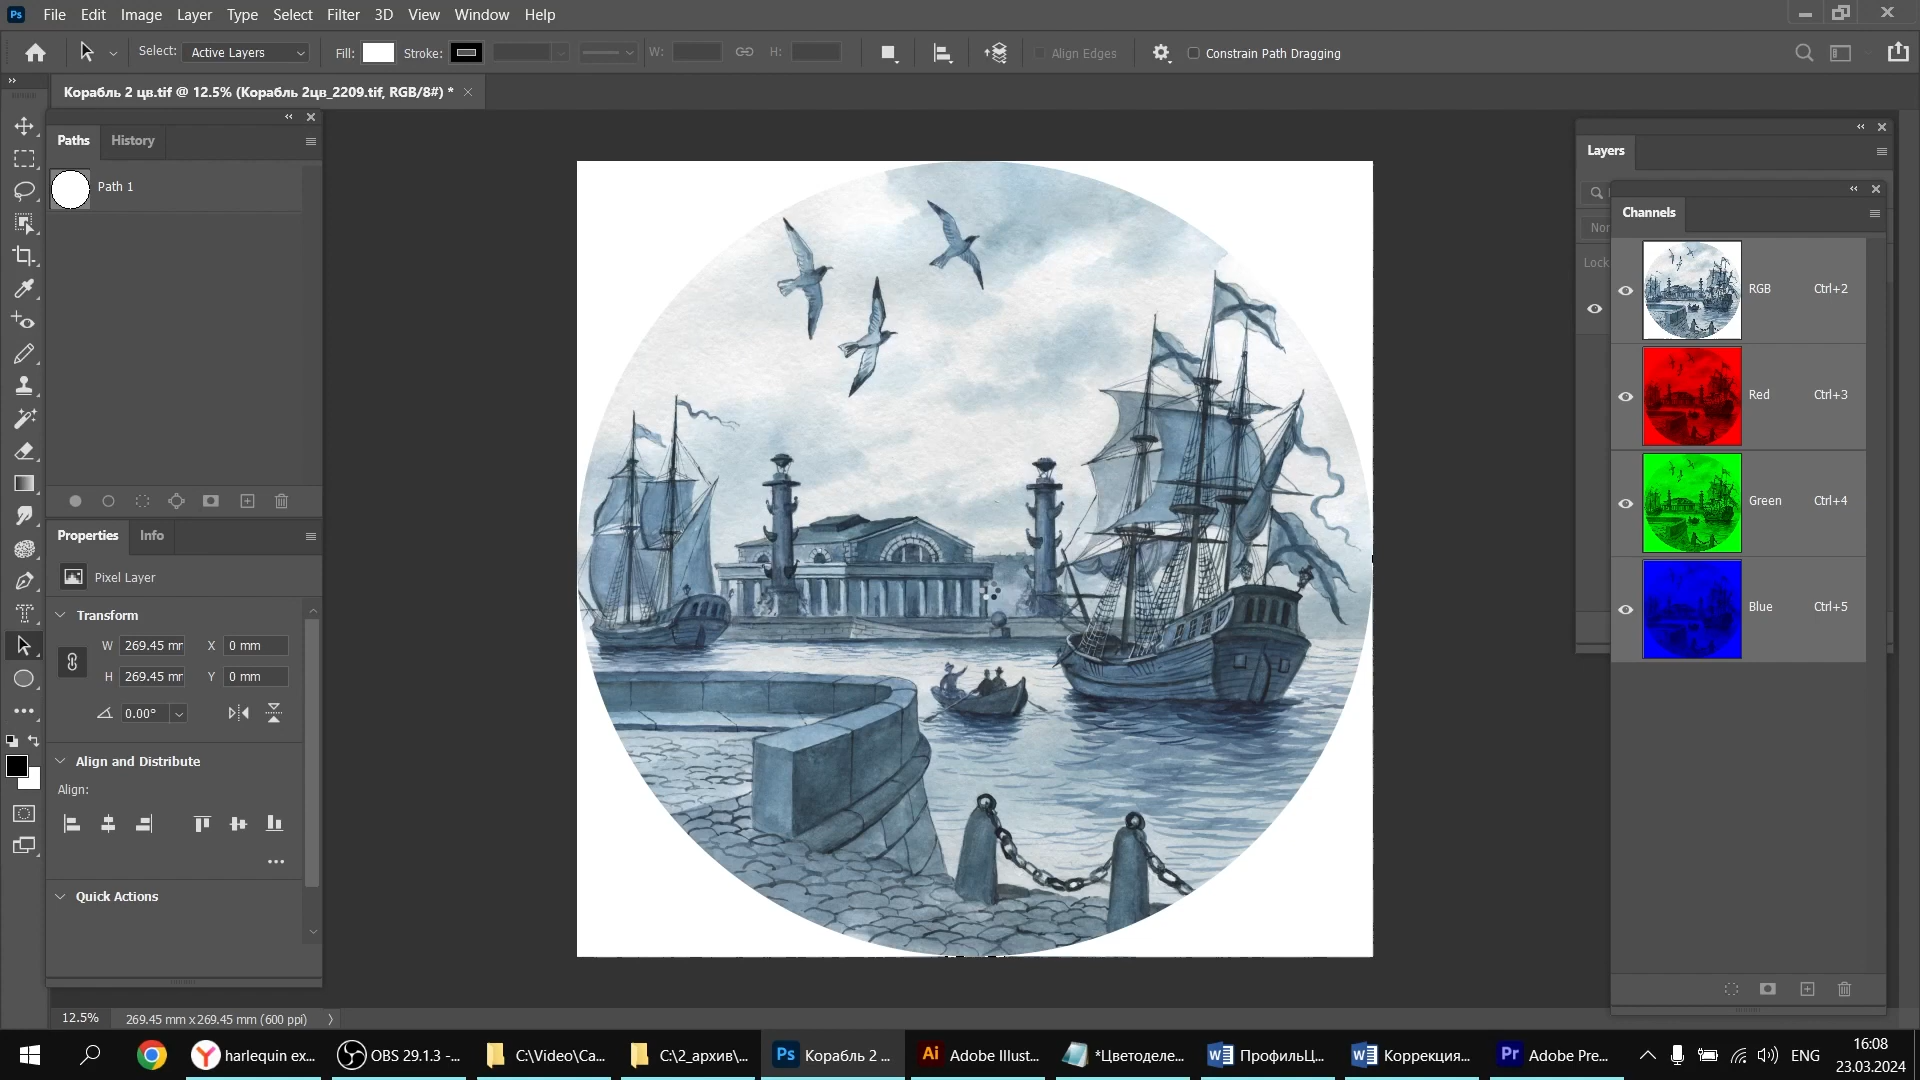 Ps File Edit Image Layer Type Select Filter 3D View Window Help
Select: Active Layers Fill: Stroke: W: H: Align Edges Constrain Path Dragging
Корабль 2 цв.tif @ 12.5% (Корабль 2цв_2209.tif, RGB/8#) *
Paths History
Path 1
Layers
Lock
Channels
RGB Ctrl+2
Red Ctrl+3
Green Ctrl+4
Blue Ctrl+5
Properties Info
Pixel Layer
Transform
W 269.45 mm X 0 mm
H 269.45 mm Y 0 mm
0.00°
Align and Distribute
Align:
Quick Actions
12.5% 269.45 mm x 269.45 mm (600 ppi)
harlequin ex... OBS 29.1.3 -... C:\Video\Ca... C:\2_архив\... Ps Корабль 2 ... Ai Adobe Illust... *Цветоделе... ПрофильЦ... Коррекция... Pr Adobe Pre... ENG
16:08
23.03.2024